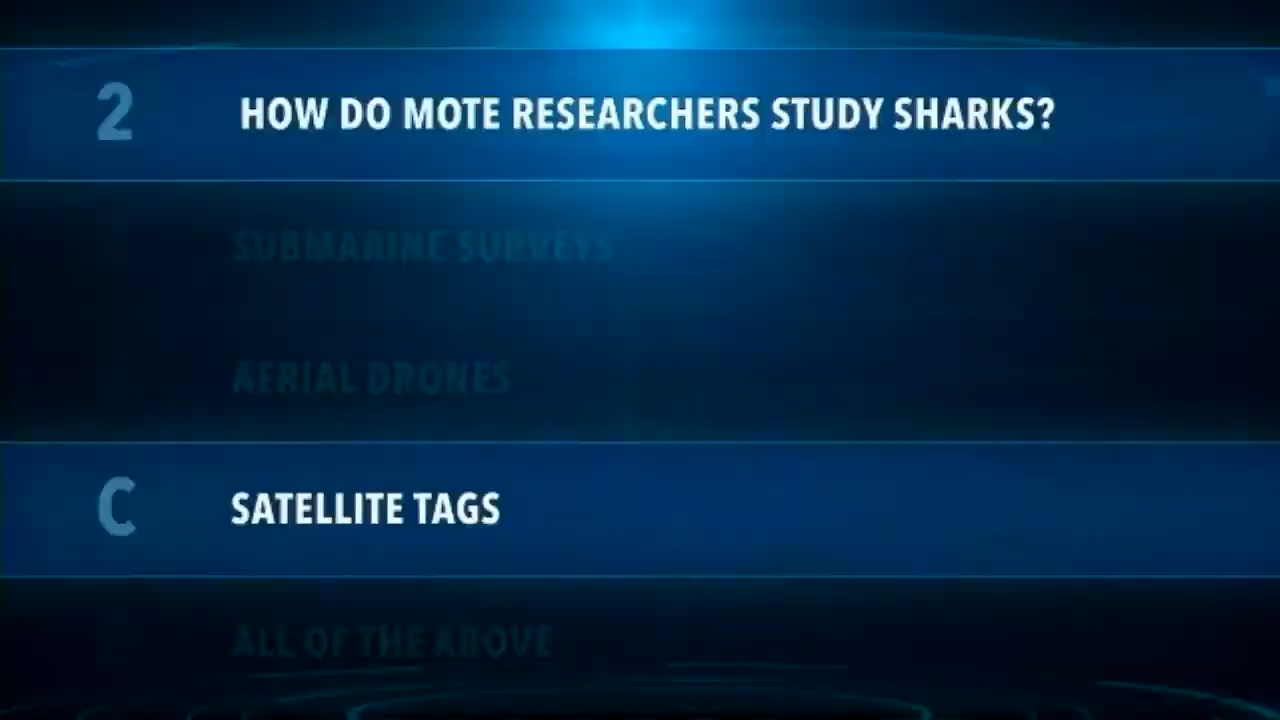 2 HOW DO MOTE RESEARCHERS STUDY SHARKS?
SUBMARINE SURVEYS
AERIAL DRONES
C SATELLITE TAGS
ALL OF THE ABOVE